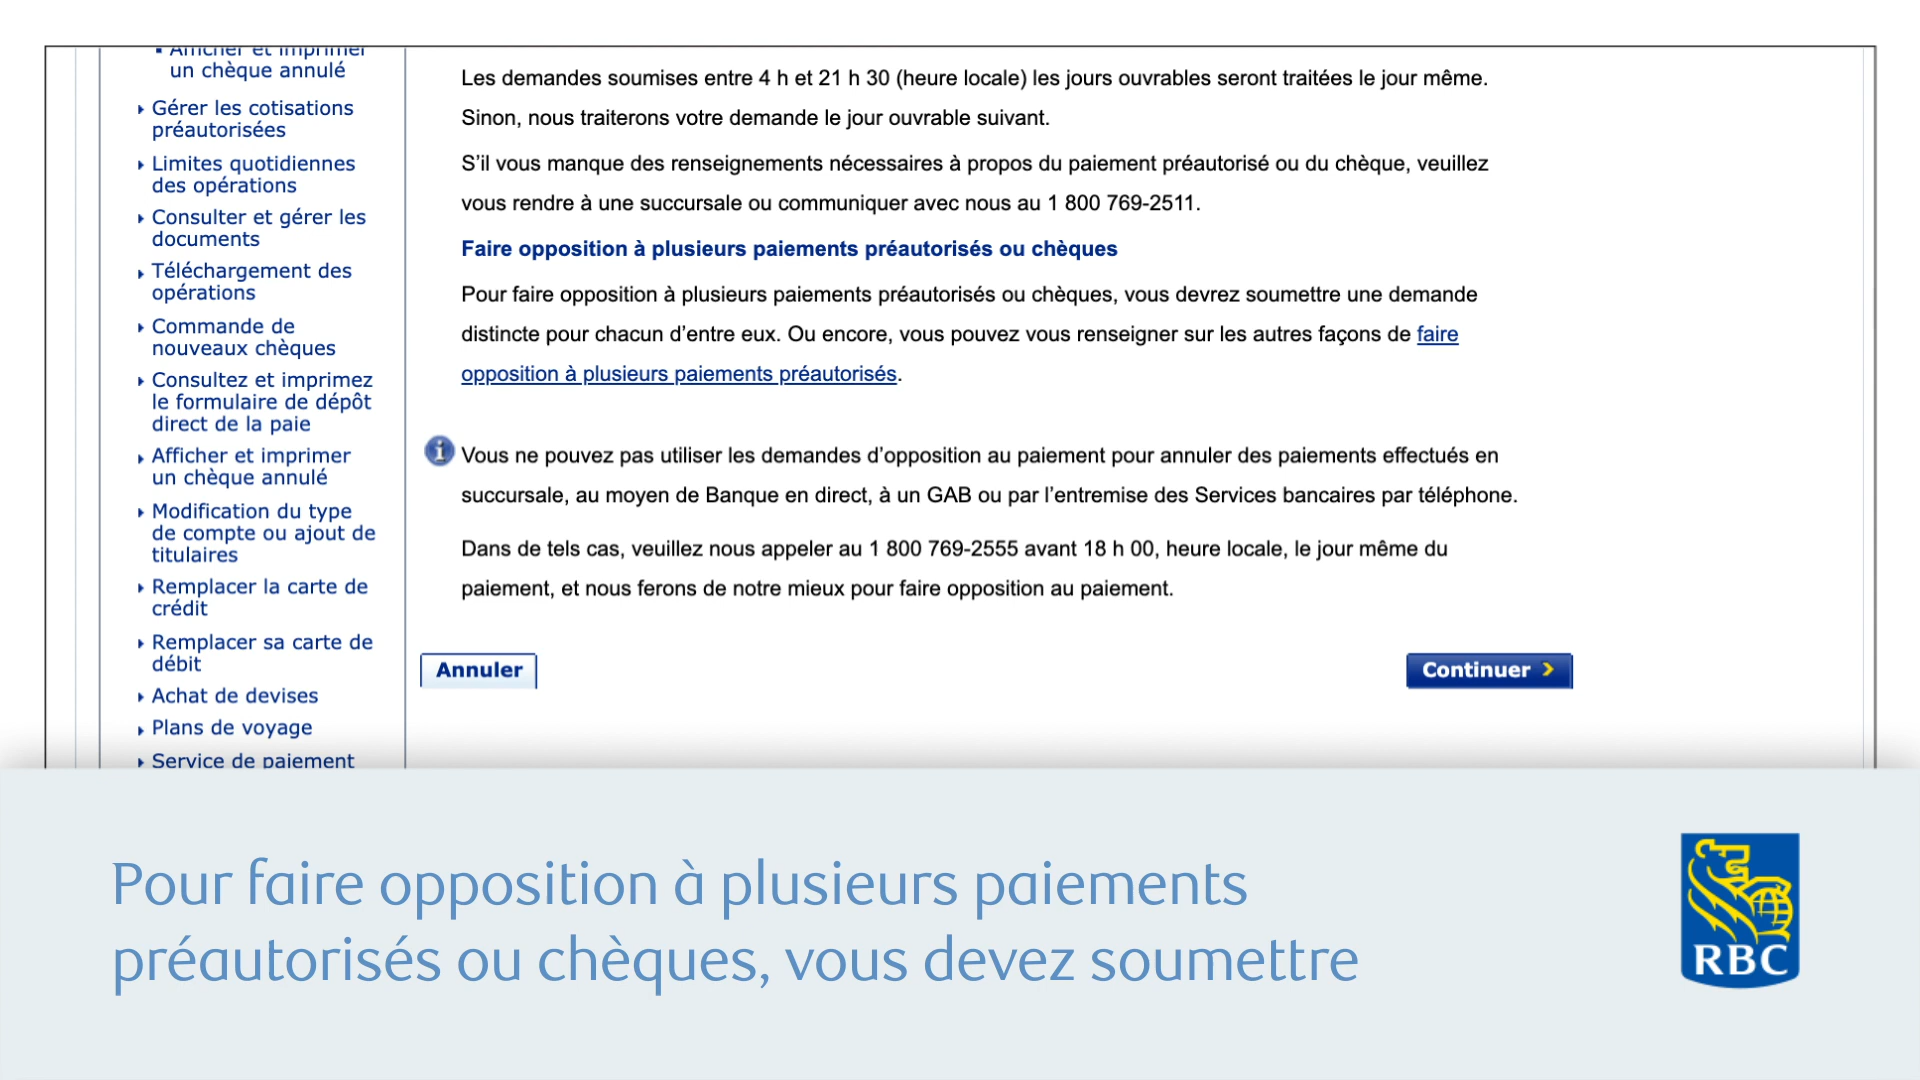 Afficher et imprimer
un chèque annulé
Gérer les cotisations
préautorisées
Limites quotidiennes
des opérations
Consulter et gérer les
documents
Téléchargement des
opérations
Commande de
nouveaux chèques
Consultez et imprimez
le formulaire de dépôt
direct de la paie
Afficher et imprimer
un chèque annulé
Modification du type
de compte ou ajout de
titulaires
Remplacer la carte de
crédit
Remplacer sa carte de
débit
Achat de devises
Plans de voyage
Service de paiement
Les demandes soumises entre 4 h et 21 h 30 (heure locale) les jours ouvrables seront traitées le jour même.
Sinon, nous traiterons votre demande le jour ouvrable suivant.
S’il vous manque des renseignements nécessaires à propos du paiement préautorisé ou du chèque, veuillez
vous rendre à une succursale ou communiquer avec nous au 1 800 769-2511.
Faire opposition à plusieurs paiements préautorisés ou chèques
Pour faire opposition à plusieurs paiements préautorisés ou chèques, vous devrez soumettre une demande
distincte pour chacun d’entre eux. Ou encore, vous pouvez vous renseigner sur les autres façons de faire
opposition à plusieurs paiements préautorisés.
Vous ne pouvez pas utiliser les demandes d’opposition au paiement pour annuler des paiements effectués en
succursale, au moyen de Banque en direct, à un GAB ou par l’entremise des Services bancaires par téléphone.
Dans de tels cas, veuillez nous appeler au 1 800 769-2555 avant 18 h 00, heure locale, le jour même du
paiement, et nous ferons de notre mieux pour faire opposition au paiement.
Annuler
Continuer
Pour faire opposition à plusieurs paiements
préautorisés ou chèques, vous devez soumettre
RBC